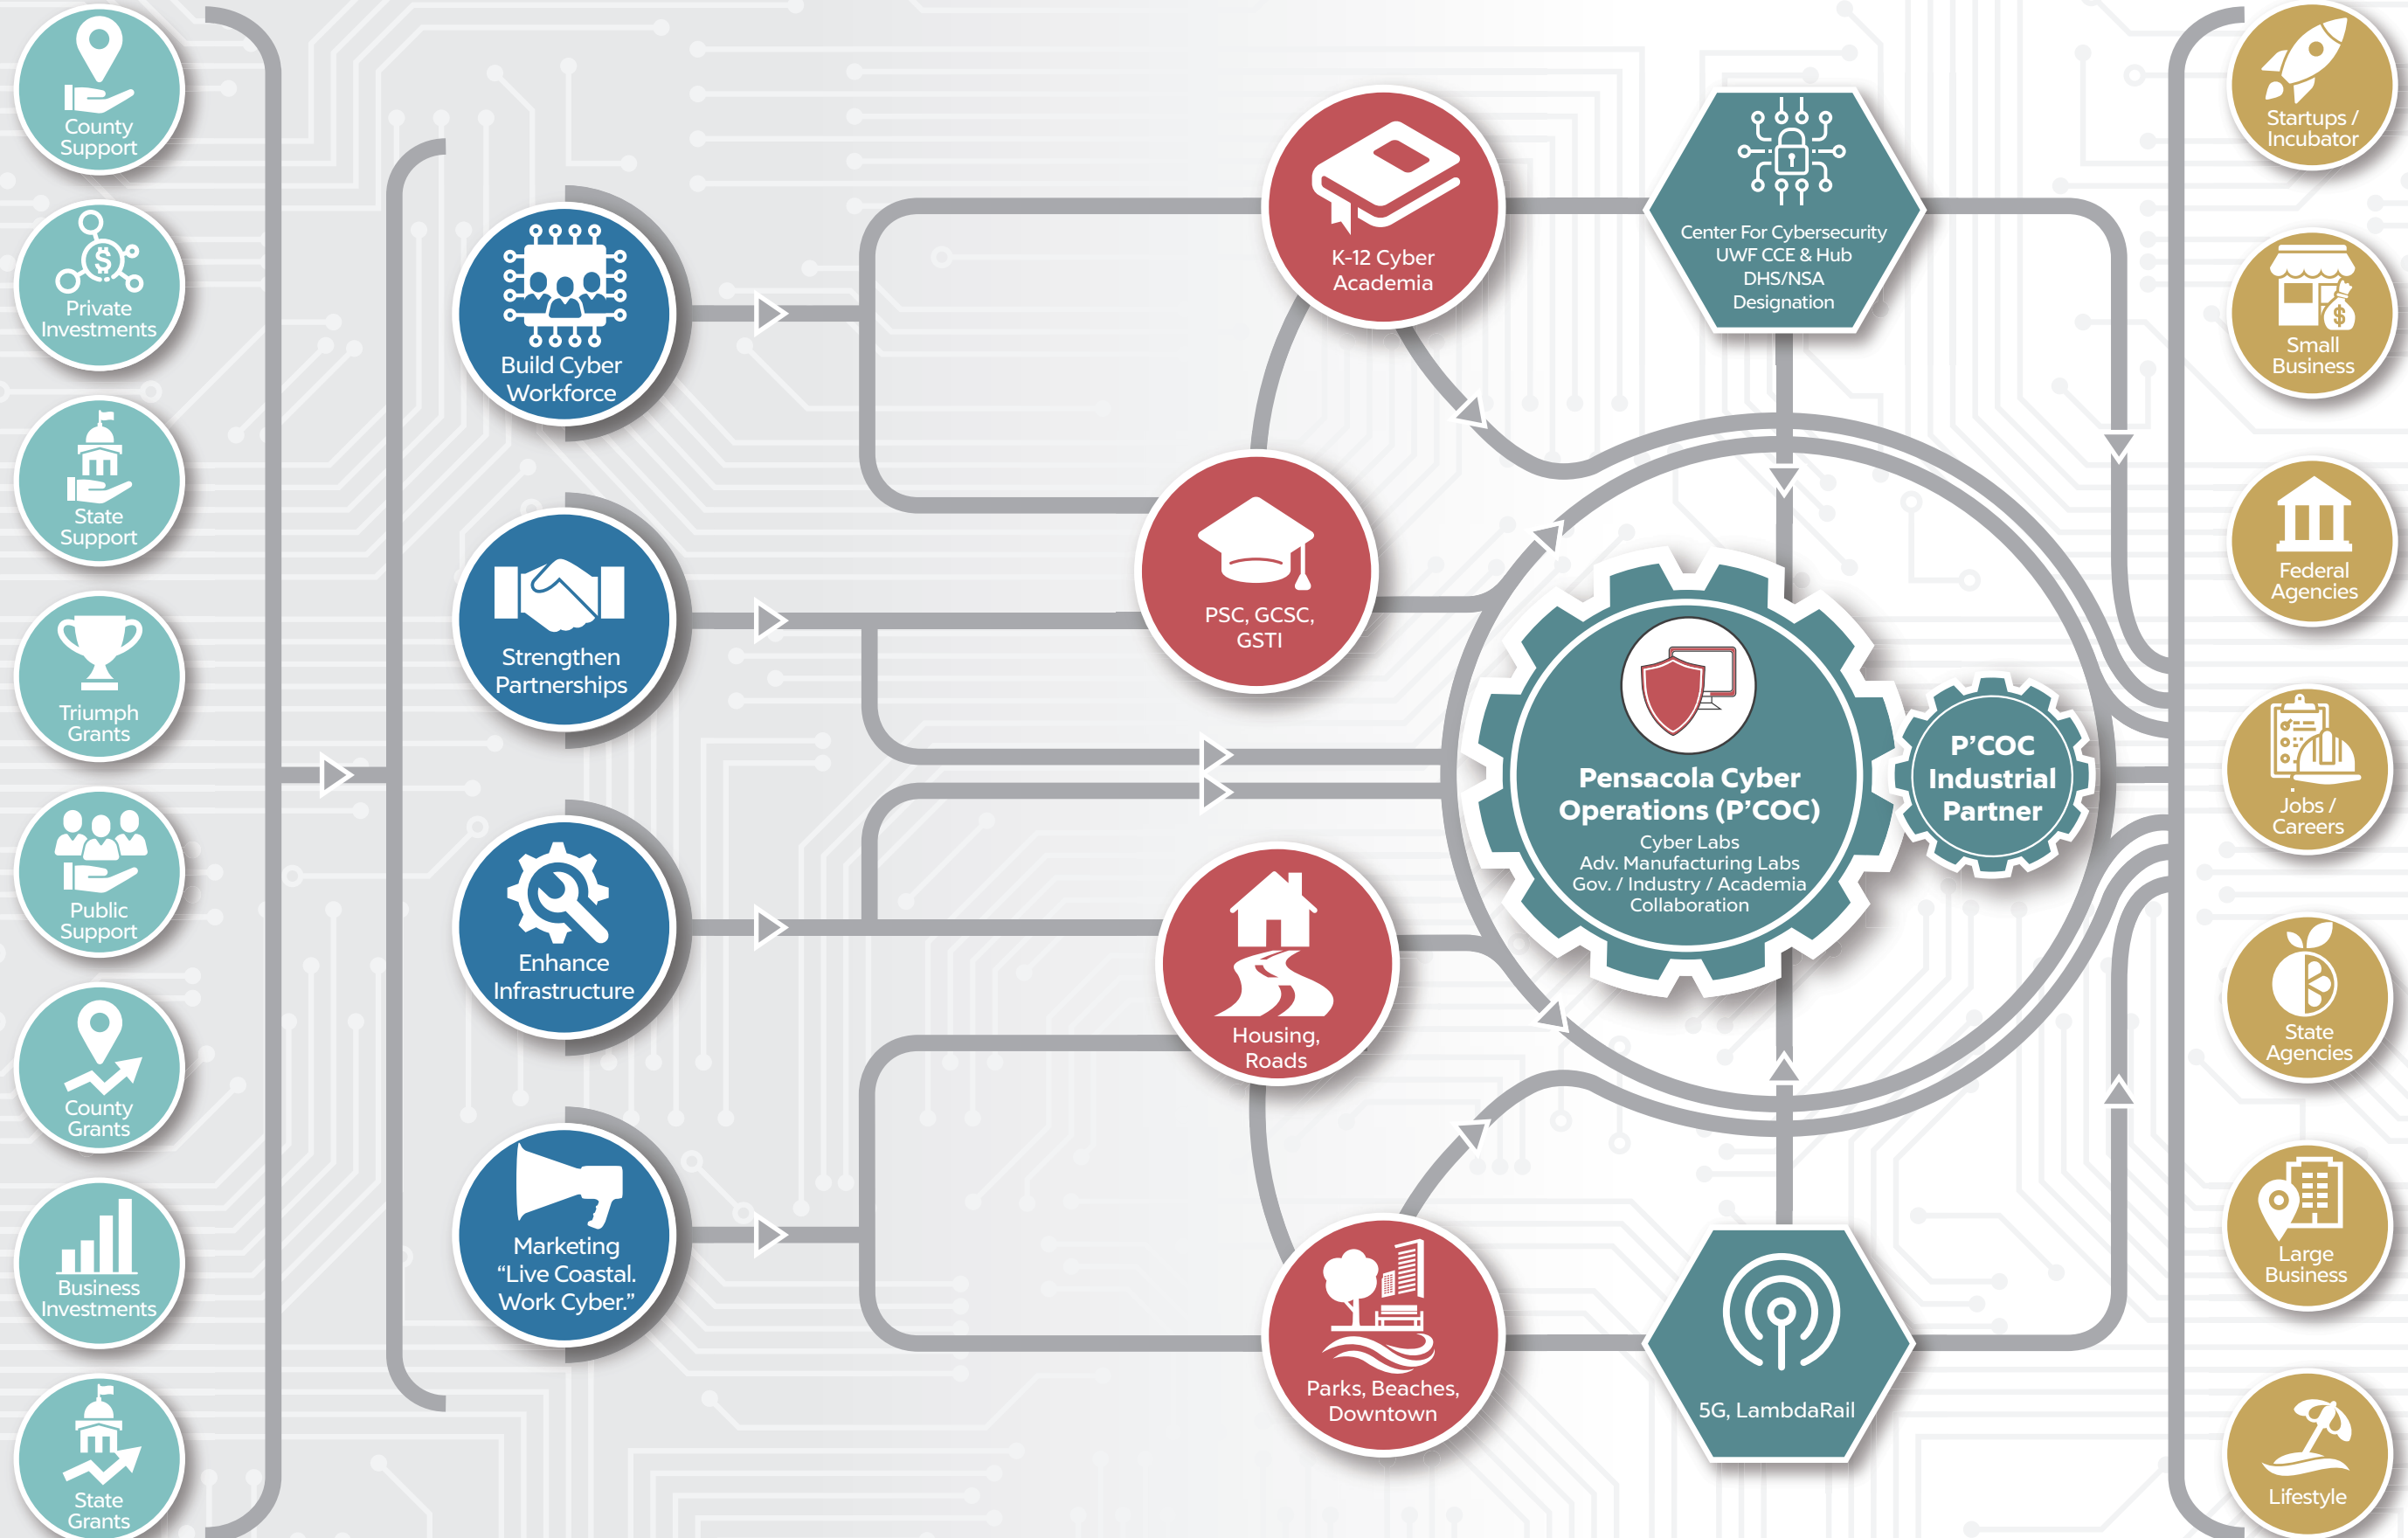 County
Support
Private
Investments
State
Support
Triumph
Grants
Public
Support
County
Grants
Business
Investments
State
Grants
Build Cyber
Workforce
Strengthen
Partnerships
Enhance
Infrastructure
Marketing
“Live Coastal.
Work Cyber.”
K-12 Cyber
Academia
PSC, GCSC,
GSTI
Housing,
Roads
Parks, Beaches,
Downtown
Center For Cybersecurity
UWF CCE & Hub
DHS/NSA
Designation
Pensacola Cyber
Operations (P’COC)
Cyber Labs
Adv. Manufacturing Labs
Gov. / Industry / Academia
Collaboration
P’COC
Industrial
Partner
5G, LambdaRail
Startups /
Incubator
Small
Business
Federal
Agencies
Jobs /
Careers
State
Agencies
Large
Business
Lifestyle